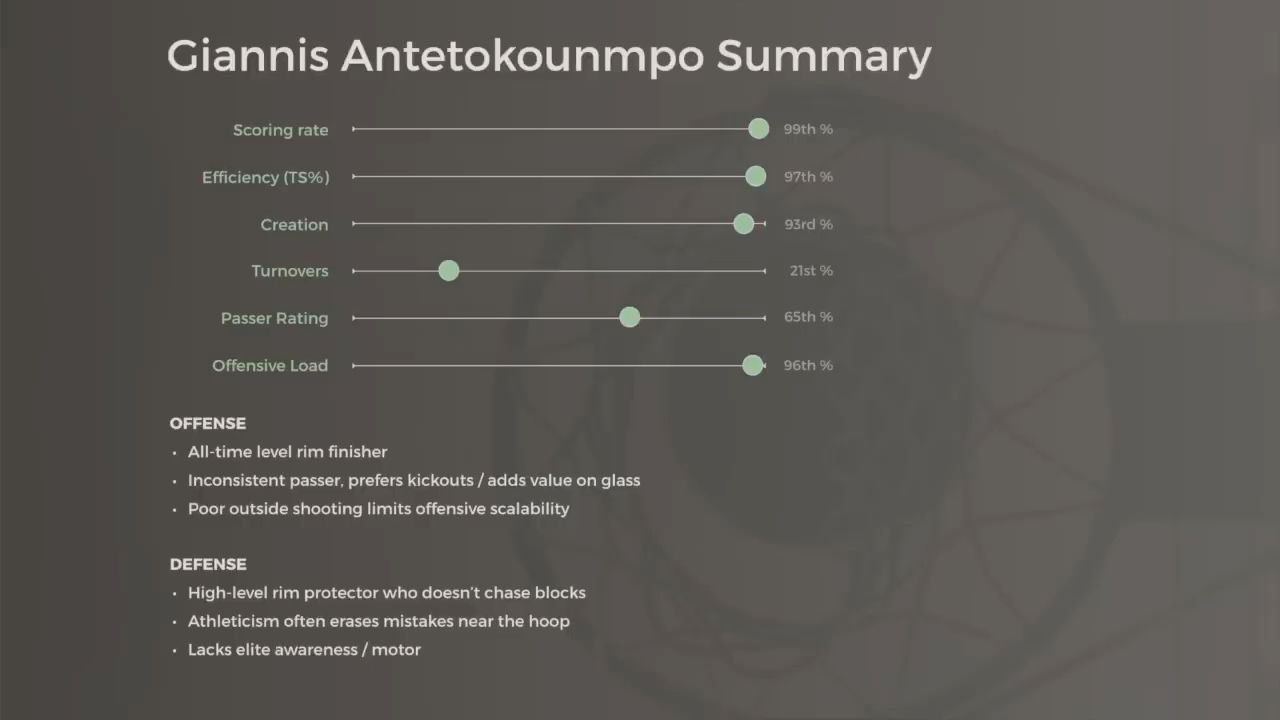 Giannis Antetokounmpo Summary
Scoring rate 99th %
Efficiency (TS%) 97th %
Creation 93rd %
Turnovers 21st %
Passer Rating 65th %
Offensive Load 96th %
OFFENSE
• All-time level rim finisher
• Inconsistent passer, prefers kickouts / adds value on glass
• Poor outside shooting limits offensive scalability
DEFENSE
• High-level rim protector who doesn’t chase blocks
• Athleticism often erases mistakes near the hoop
• Lacks elite awareness / motor